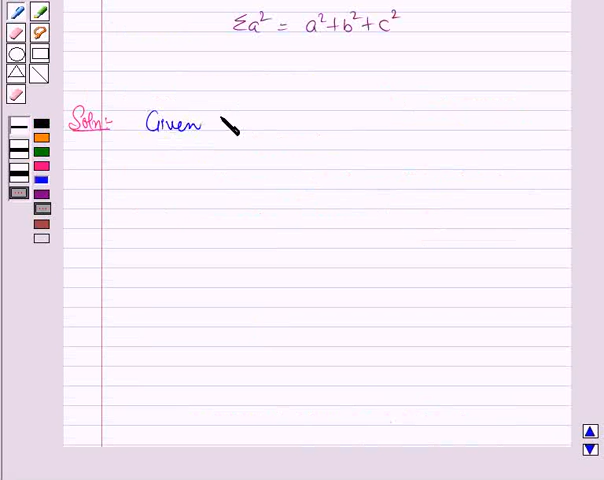 Σa² = a²+b²+c²
Soln:- Given